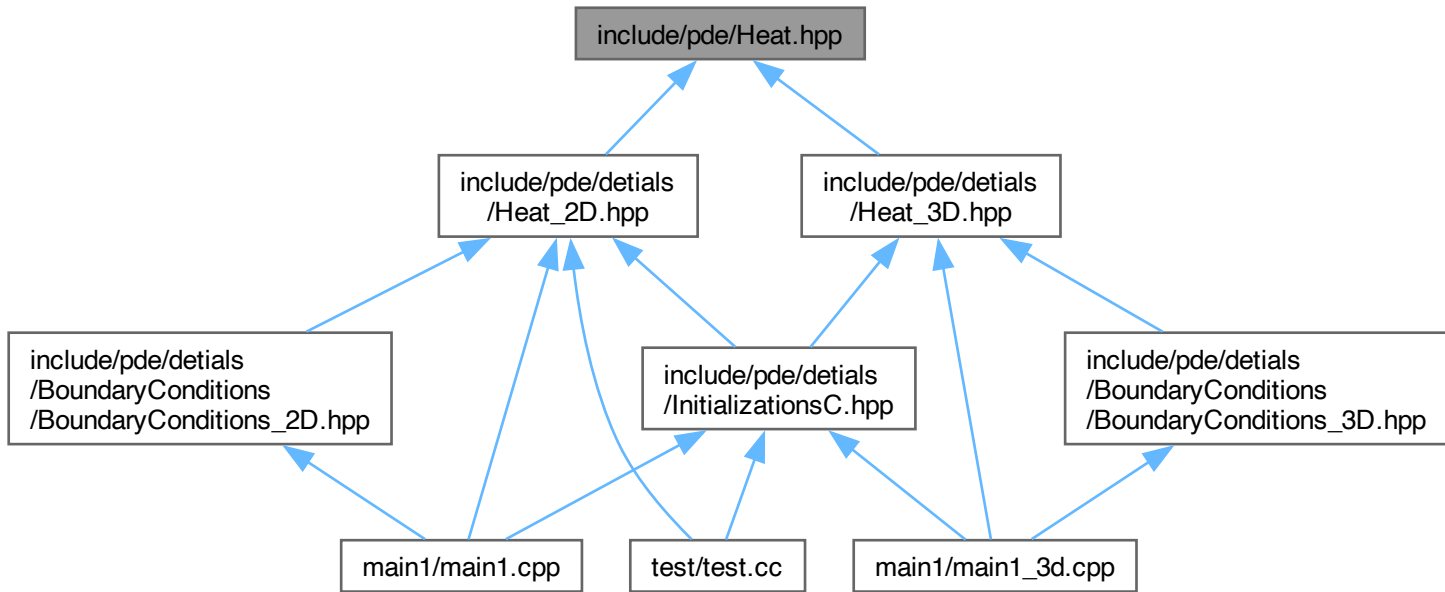 include/pde/Heat.hpp
include/pde/detials
/Heat_2D.hpp
include/pde/detials
/Heat_3D.hpp
include/pde/detials
/BoundaryConditions
/BoundaryConditions_2D.hpp
include/pde/detials
/InitializationsC.hpp
include/pde/detials
/BoundaryConditions
/BoundaryConditions_3D.hpp
main1/main1.cpp
test/test.cc
main1/main1_3d.cpp